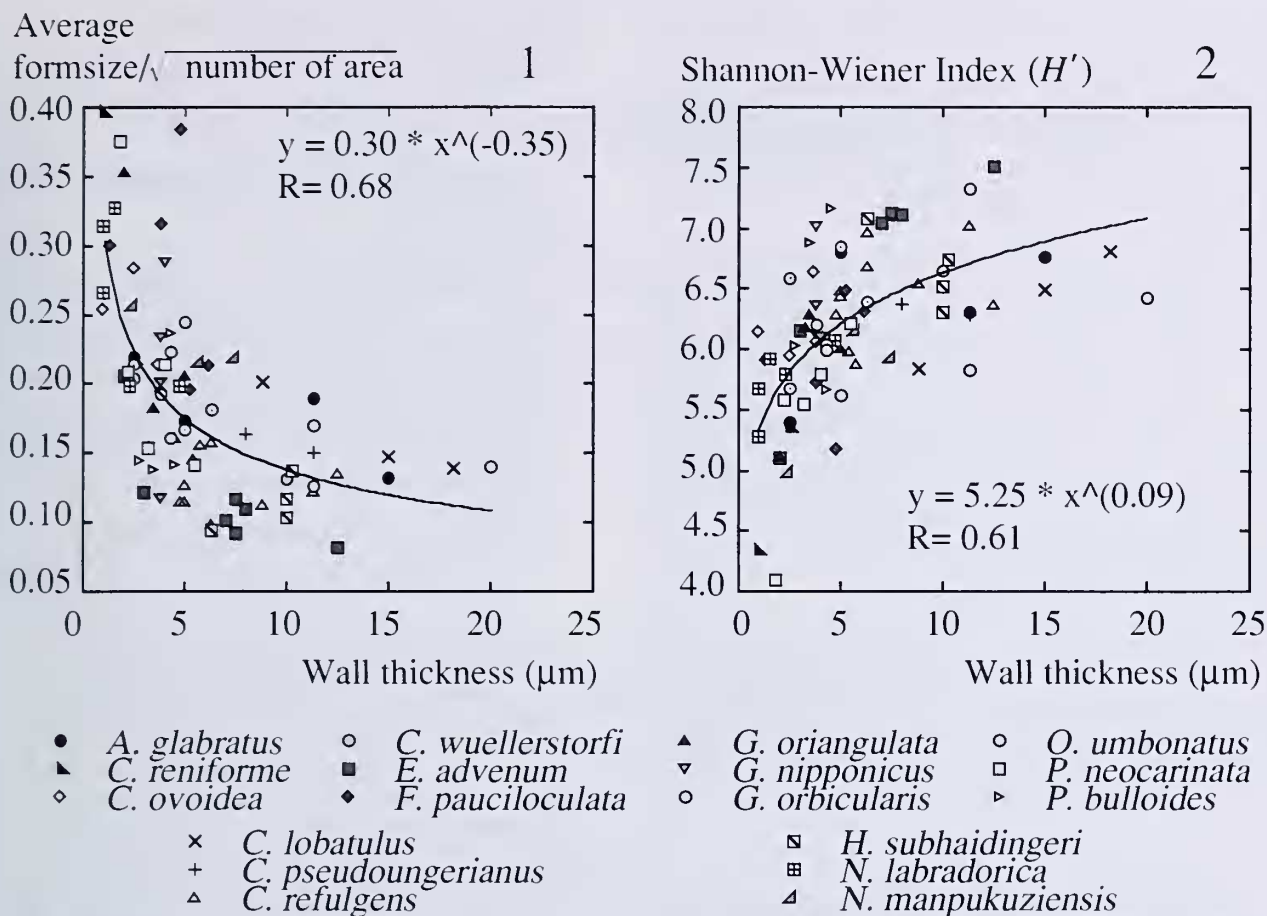 Average
formsize/√ number of area 1
0.40
0.35
0.30
0.25
0.20
0.15
0.10
0.05
y = 0.30 * x^(-0.35)
R= 0.68
0 5 10 15 20 25
Wall thickness (μm)
Shannon-Wiener Index (H') 2
8.0
7.5
7.0
6.5
6.0
5.5
5.0
4.5
4.0
y = 5.25 * x^(0.09)
R= 0.61
0 5 10 15 20 25
Wall thickness (μm)
A. glabratus C. wuellerstorfi G. oriangulata O. umbonatus
C. reniforme E. advenum G. nipponicus P. neocarinata
C. ovoidea F. pauciloculata G. orbicularis P. bulloides
C. lobatulus H. subhaidingeri
C. pseudoungerianus N. labradorica
C. refulgens N. manpukuziensis